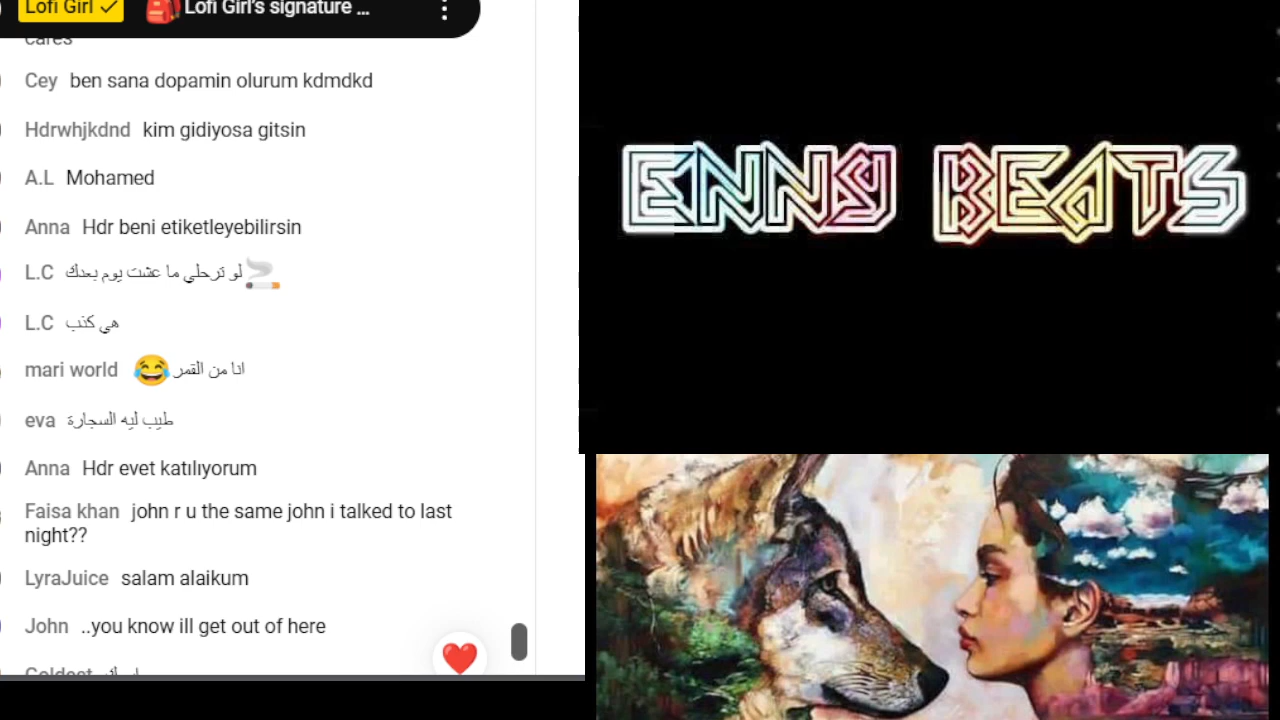 Lofi Girl ✓ 🎒 Lofi Girl's signature ...
cares
Cey ben sana dopamin olurum kdmdkd
Hdrwhjkdnd kim gidiyosa gitsin
A.L Mohamed
Anna Hdr beni etiketleyebilirsin
L.C لو ترحلي ما عشت يوم بعدك🚬
L.C هي كذب
mari world انا من القمر😂
eva طيب ليه السجارة
Anna Hdr evet katılıyorum
Faisa khan john r u the same john i talked to last
night??
LyraJuice salam alaikum
John ..you know ill get out of here
Coldest
ENNY BEATS